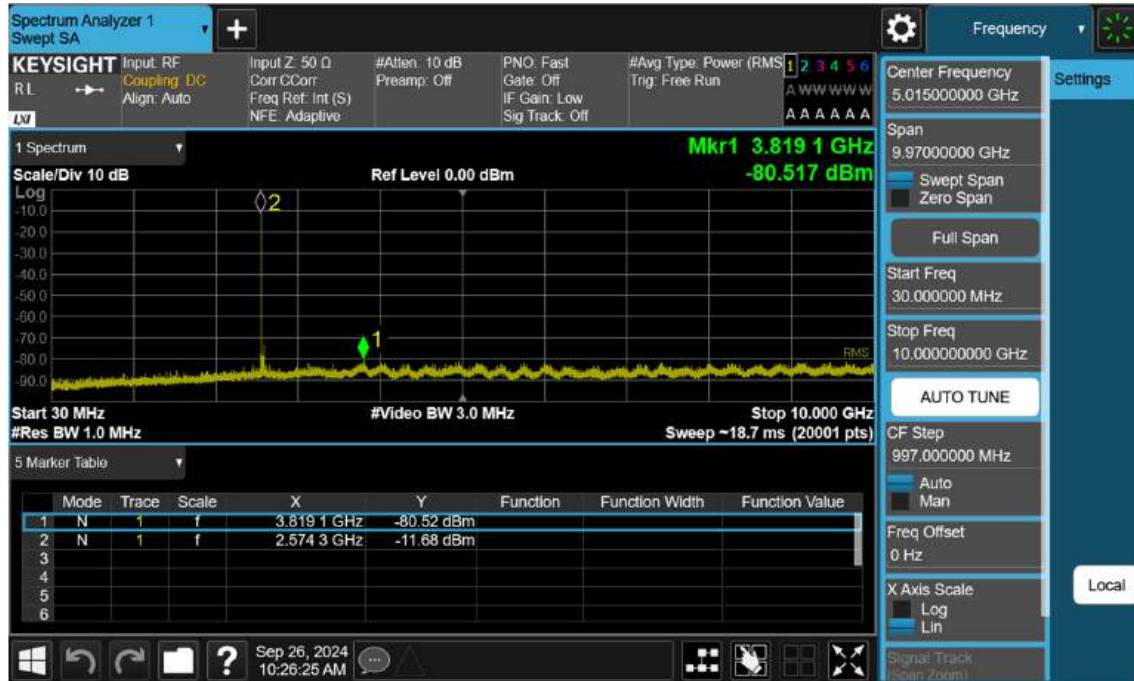 Spectrum Analyzer 1
Swept SA
+
Frequency
KEYSIGHT
RL
LXI
Input: RF
Coupling: DC
Align: Auto
Input Z: 50 Ω
Corr CCorr
Freq Ref: Int (S)
NFE: Adaptive
#Atten: 10 dB
Preamp: Off
PNO: Fast
Gate: Off
IF Gain: Low
Sig Track: Off
#Avg Type: Power (RMS
Trig: Free Run
1 2 3 4 5 6
A W W W W W
A A A A A A
1 Spectrum
Scale/Div 10 dB
Ref Level 0.00 dBm
Mkr1 3.819 1 GHz
-80.517 dBm
Log
-10.0
-20.0
-30.0
-40.0
-50.0
-60.0
-70.0
-80.0
-90.0
2
1
RMS
Start 30 MHz
#Video BW 3.0 MHz
Stop 10.000 GHz
#Res BW 1.0 MHz
Sweep ~18.7 ms (20001 pts)
5 Marker Table
Mode Trace Scale X Y Function Function Width Function Value
1 N 1 f 3.819 1 GHz -80.52 dBm
2 N 1 f 2.574 3 GHz -11.68 dBm
3
4
5
6
Center Frequency
5.015000000 GHz
Settings
Span
9.97000000 GHz
Swept Span
Zero Span
Full Span
Start Freq
30.000000 MHz
Stop Freq
10.000000000 GHz
AUTO TUNE
CF Step
997.000000 MHz
Auto
Man
Freq Offset
0 Hz
X Axis Scale
Log
Lin
Local
Signal Track
(Span Zoom)
?
Sep 26, 2024
10:26:25 AM